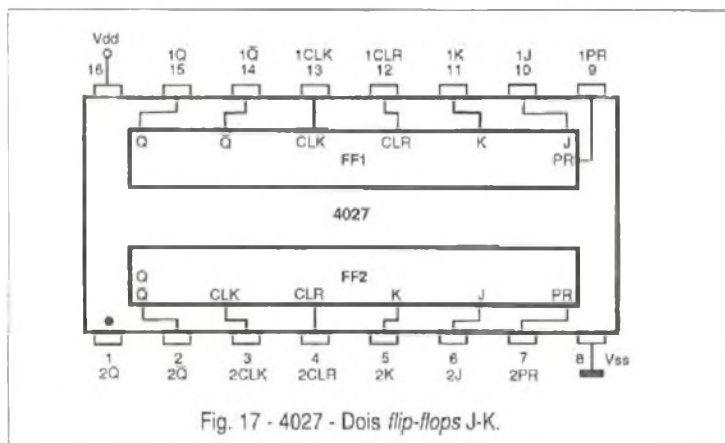 Vdd
1Q 1Q̅ 1CLK 1CLR 1K 1J 1PR
16 15 14 13 12 11 10 9
Q Q̅ CLK CLR K J
FF1 PR
4027
Q FF2
Q̅ CLK CLR K J PR
1 2 3 4 5 6 7 8 Vss
2Q 2Q̅ 2CLK 2CLR 2K 2J 2PR
Fig. 17 - 4027 - Dois flip-flops J-K.